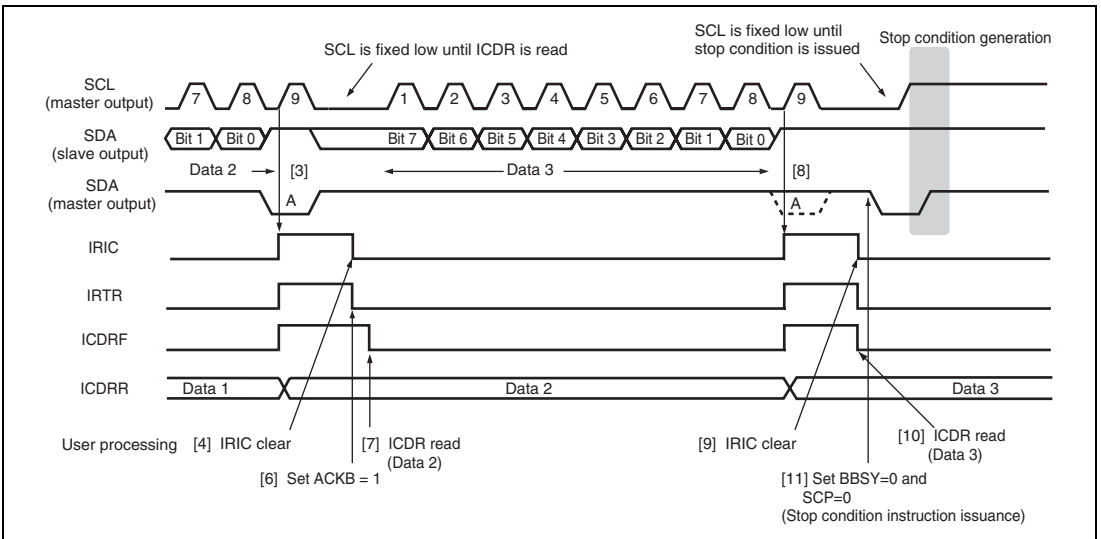 SCL is fixed low until ICDR is read
SCL is fixed low until
stop condition is issued
Stop condition generation
SCL
(master output)
7 8 9 1 2 3 4 5 6 7 8 9
SDA
(slave output)
Bit 1 Bit 0 Bit 7 Bit 6 Bit 5 Bit 4 Bit 3 Bit 2 Bit 1 Bit 0
Data 2 [3] Data 3 [8]
SDA
(master output)
A A
IRIC
IRTR
ICDRF
ICDRR
Data 1 Data 2 Data 3
User processing
[4] IRIC clear
[7] ICDR read
(Data 2)
[9] IRIC clear
[10] ICDR read
(Data 3)
[6] Set ACKB = 1
[11] Set BBSY=0 and
SCP=0
(Stop condition instruction issuance)